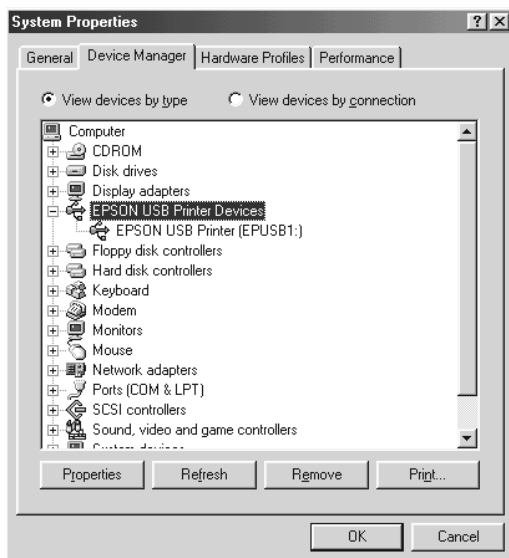 System Properties
? X
General Device Manager Hardware Profiles Performance
View devices by type View devices by connection
Computer
CDROM
Disk drives
Display adapters
EPSON USB Printer Devices
EPSON USB Printer (EPUSB1:)
Floppy disk controllers
Hard disk controllers
Keyboard
Modem
Monitors
Mouse
Network adapters
Ports (COM & LPT)
SCSI controllers
Sound, video and game controllers
Properties Refresh Remove Print...
OK Cancel